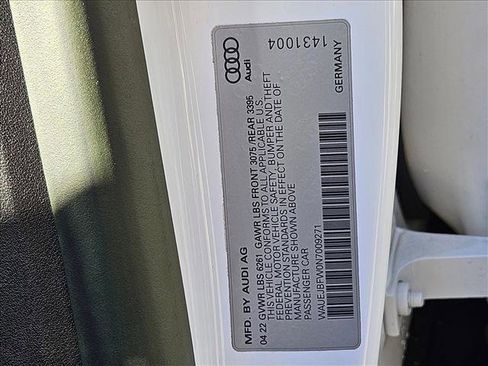 MFD. BY AUDI AG
04 22 GVWR LBS 6261 GAWR LBS FRONT 3075 /REAR 3395
THIS VEHICLE CONFORMS TO ALL APPLICABLE U.S.
FEDERAL MOTOR VEHICLE SAFETY, BUMPER AND THEFT
PREVENTION STANDARDS IN EFFECT ON THE DATE OF
MANUFACTURE SHOWN ABOVE
PASSENGER CAR
WAUEJBFW0N7009271
Audi
1431004
GERMANY